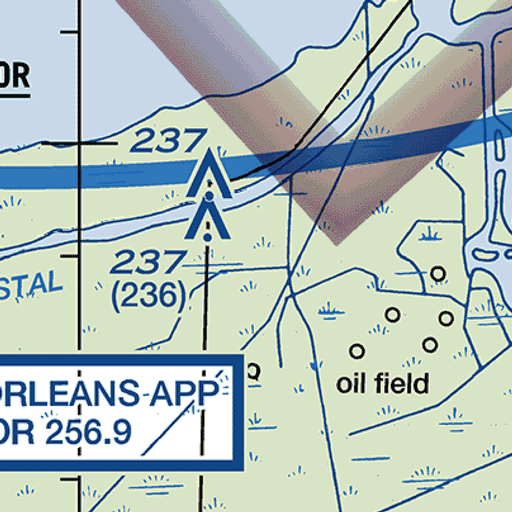 OR
237
237
(236)
STAL
ORLEANS APP
OR 256.9
oil field